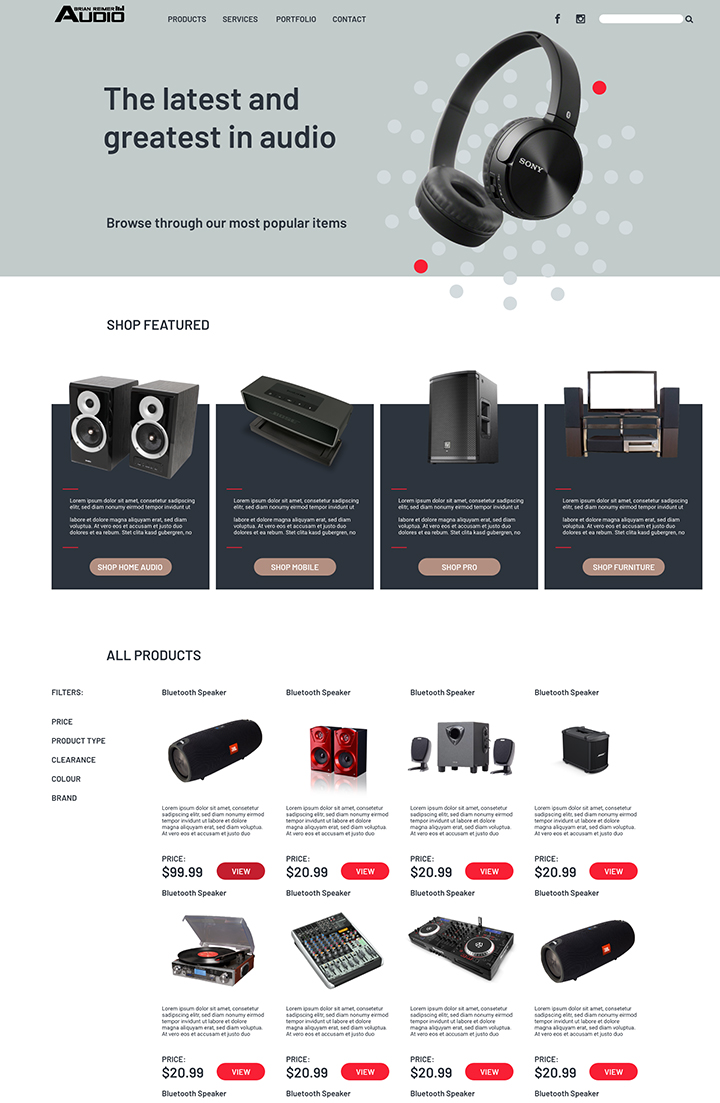 BRIAN REIMER ltd
AUDIO
PRODUCTS SERVICES PORTFOLIO CONTACT
The latest and
greatest in audio
SONY
Browse through our most popular items
SHOP FEATURED
Lorem ipsum dolor sit amet, consetetur sadipscing
elitr, sed diam nonumy eirmod tempor invidunt ut
labore et dolore magna aliquyam erat, sed diam
voluptua. At vero eos et accusam et justo duo
dolores et ea rebum. Stet clita kasd gubergren, no
SHOP HOME AUDIO
Lorem ipsum dolor sit amet, consetetur sadipscing
elitr, sed diam nonumy eirmod tempor invidunt ut
labore et dolore magna aliquyam erat, sed diam
voluptua. At vero eos et accusam et justo duo
dolores et ea rebum. Stet clita kasd gubergren, no
SHOP MOBILE
Lorem ipsum dolor sit amet, consetetur sadipscing
elitr, sed diam nonumy eirmod tempor invidunt ut
labore et dolore magna aliquyam erat, sed diam
voluptua. At vero eos et accusam et justo duo
dolores et ea rebum. Stet clita kasd gubergren, no
SHOP PRO
Lorem ipsum dolor sit amet, consetetur sadipscing
elitr, sed diam nonumy eirmod tempor invidunt ut
labore et dolore magna aliquyam erat, sed diam
voluptua. At vero eos et accusam et justo duo
dolores et ea rebum. Stet clita kasd gubergren, no
SHOP FURNITURE
ALL PRODUCTS
FILTERS:
PRICE
PRODUCT TYPE
CLEARANCE
COLOUR
BRAND
Bluetooth Speaker
JBL
Lorem ipsum dolor sit amet, consetetur
sadipscing elitr, sed diam nonumy eirmod
tempor invidunt ut labore et dolore
magna aliquyam erat, sed diam voluptua.
At vero eos et accusam et justo duo
PRICE:
$99.99 VIEW
Bluetooth Speaker
Lorem ipsum dolor sit amet, consetetur
sadipscing elitr, sed diam nonumy eirmod
tempor invidunt ut labore et dolore
magna aliquyam erat, sed diam voluptua.
At vero eos et accusam et justo duo
PRICE:
$20.99 VIEW
Bluetooth Speaker
Lorem ipsum dolor sit amet, consetetur
sadipscing elitr, sed diam nonumy eirmod
tempor invidunt ut labore et dolore
magna aliquyam erat, sed diam voluptua.
At vero eos et accusam et justo duo
PRICE:
$20.99 VIEW
Bluetooth Speaker
Lorem ipsum dolor sit amet, consetetur
sadipscing elitr, sed diam nonumy eirmod
tempor invidunt ut labore et dolore
magna aliquyam erat, sed diam voluptua.
At vero eos et accusam et justo duo
PRICE:
$20.99 VIEW
Bluetooth Speaker
Lorem ipsum dolor sit amet, consetetur
sadipscing elitr, sed diam nonumy eirmod
tempor invidunt ut labore et dolore
magna aliquyam erat, sed diam voluptua.
At vero eos et accusam et justo duo
PRICE:
$20.99 VIEW
Bluetooth Speaker
Lorem ipsum dolor sit amet, consetetur
sadipscing elitr, sed diam nonumy eirmod
tempor invidunt ut labore et dolore
magna aliquyam erat, sed diam voluptua.
At vero eos et accusam et justo duo
PRICE:
$20.99 VIEW
Bluetooth Speaker
Lorem ipsum dolor sit amet, consetetur
sadipscing elitr, sed diam nonumy eirmod
tempor invidunt ut labore et dolore
magna aliquyam erat, sed diam voluptua.
At vero eos et accusam et justo duo
PRICE:
$20.99 VIEW
Bluetooth Speaker
JBL
Lorem ipsum dolor sit amet, consetetur
sadipscing elitr, sed diam nonumy eirmod
tempor invidunt ut labore et dolore
magna aliquyam erat, sed diam voluptua.
At vero eos et accusam et justo duo
PRICE:
$20.99 VIEW
Bluetooth Speaker
Bluetooth Speaker
Bluetooth Speaker
Bluetooth Speaker